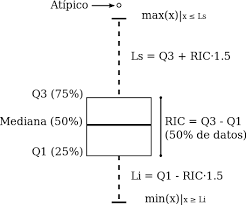 Atípico
max(x)|x ≤ Ls
Ls = Q3 + RIC·1.5
Q3 (75%)
Mediana (50%)
RIC = Q3 - Q1
(50% de datos)
Q1 (25%)
Li = Q1 - RIC·1.5
min(x)|x ≥ Li